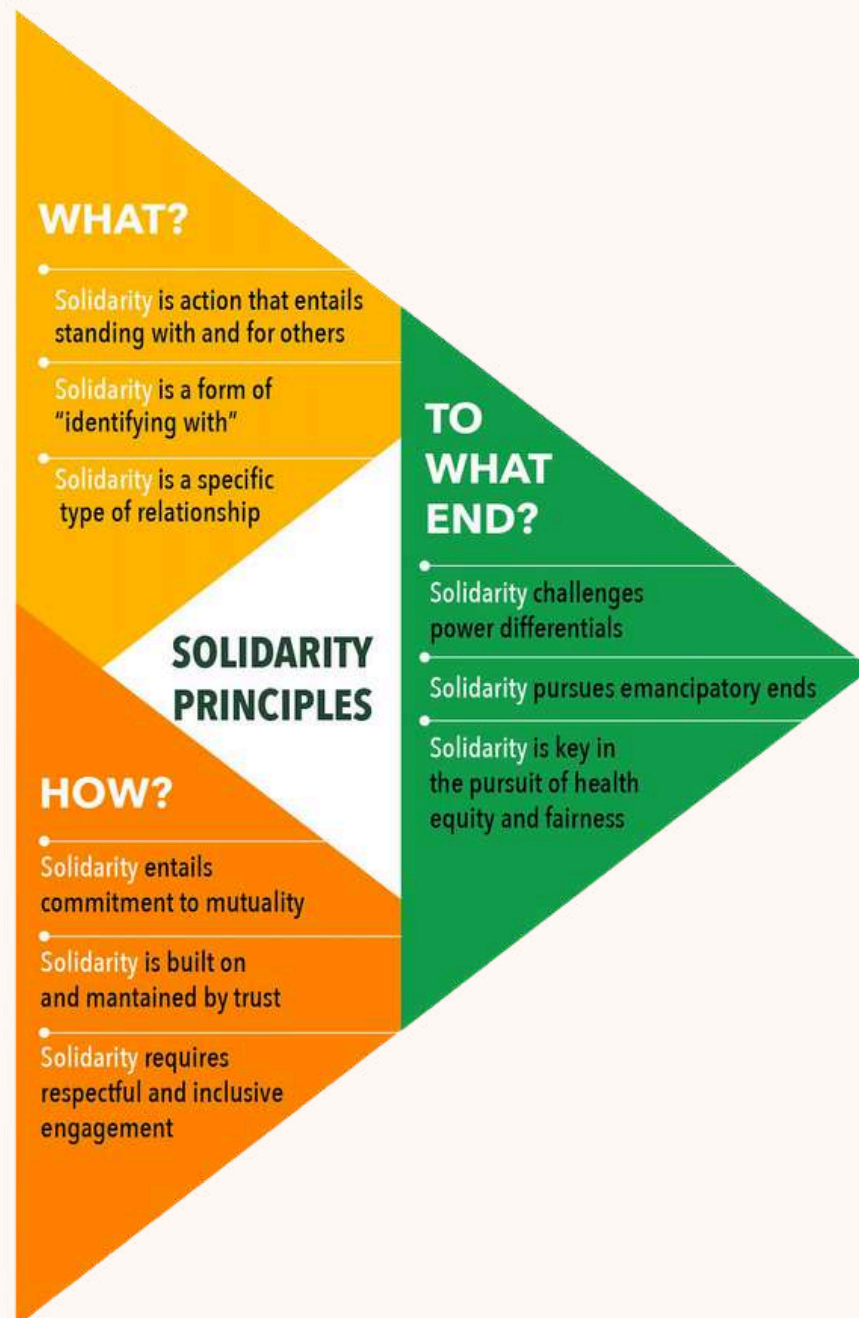 WHAT?
Solidarity is action that entails
standing with and for others
Solidarity is a form of
“identifying with”
Solidarity is a specific
type of relationship
SOLIDARITY
PRINCIPLES
HOW?
Solidarity entails
commitment to mutuality
Solidarity is built on
and mantained by trust
Solidarity requires
respectful and inclusive
engagement
TO
WHAT
END?
Solidarity challenges
power differentials
Solidarity pursues emancipatory ends
Solidarity is key in
the pursuit of health
equity and fairness